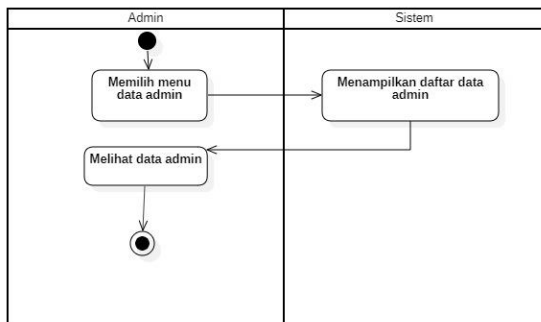 Admin
Sistem
Memilih menu
data admin
Menampilkan daftar data
admin
Melihat data admin